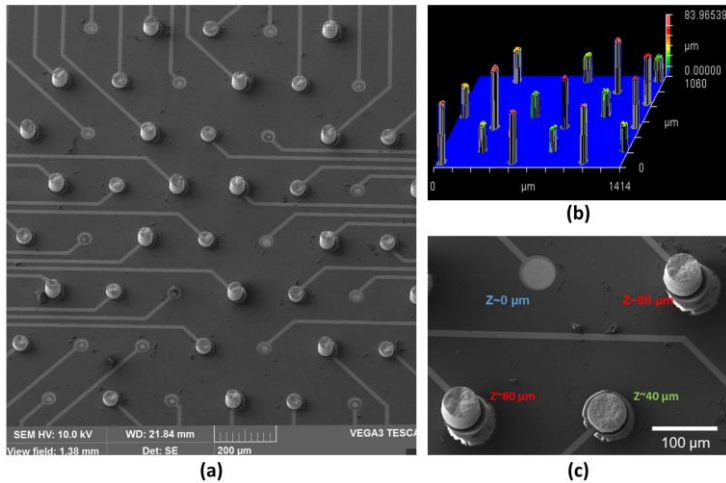 SEM HV: 10.0 kV
WD: 21.84 mm
VEGA3 TESCA
View field: 1.38 mm
Det: SE
200 µm
(a)
83.96539
µm
0.00000
1060
µm
0
0
µm
1414
(b)
Z~0 µm
Z~80 µm
Z~80 µm
Z~40 µm
100 µm
(c)